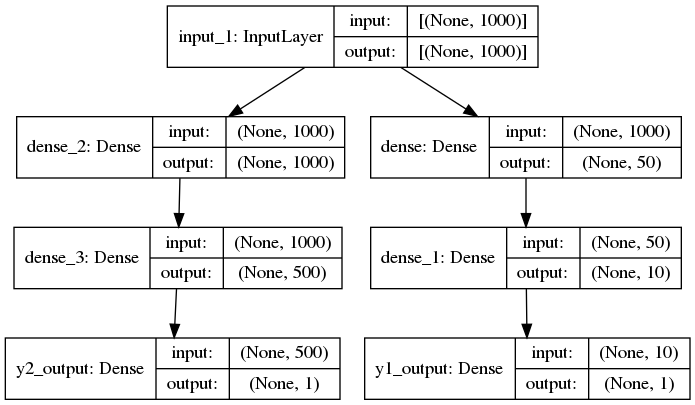 input_1: InputLayer
input: [(None, 1000)]
output: [(None, 1000)]
dense_2: Dense
input: (None, 1000)
output: (None, 1000)
dense: Dense
input: (None, 1000)
output: (None, 50)
dense_3: Dense
input: (None, 1000)
output: (None, 500)
dense_1: Dense
input: (None, 50)
output: (None, 10)
y2_output: Dense
input: (None, 500)
output: (None, 1)
y1_output: Dense
input: (None, 10)
output: (None, 1)